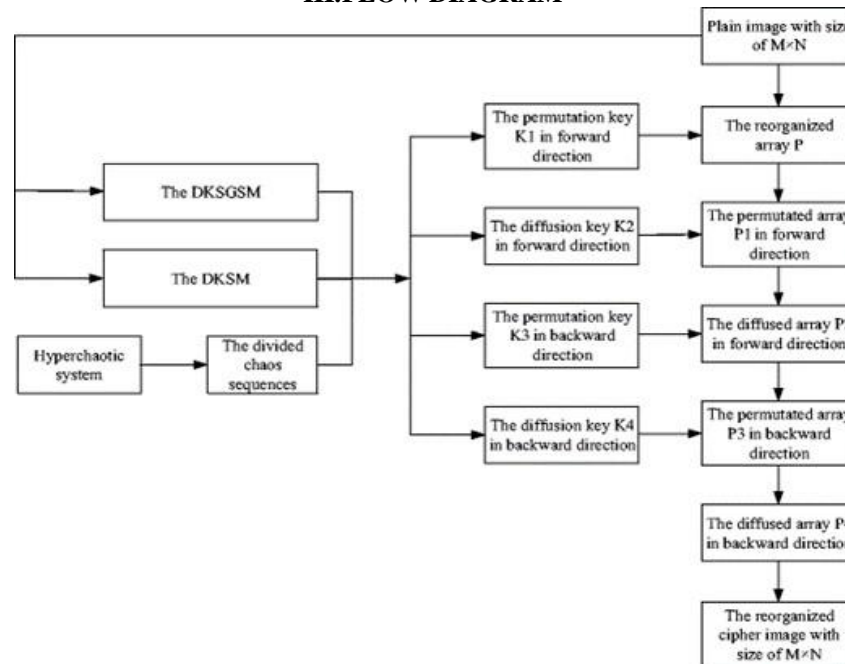 III.FLOW DIAGRAM
Plain image with size
of M×N
The permutation key
K1 in forward
direction
The reorganized
array P
The DKSGSM
The diffusion key K2
in forward direction
The permutated array
P1 in forward
direction
The DKSM
Hyperchaotic
system
The divided
chaos
sequences
The permutation key
K3 in backward
direction
The diffused array
in forward direction
The diffusion key K4
in backward direction
The permutated array
P3 in backward
direction
The diffused array
in backward direction
The reorganized
cipher image with
size of M×N